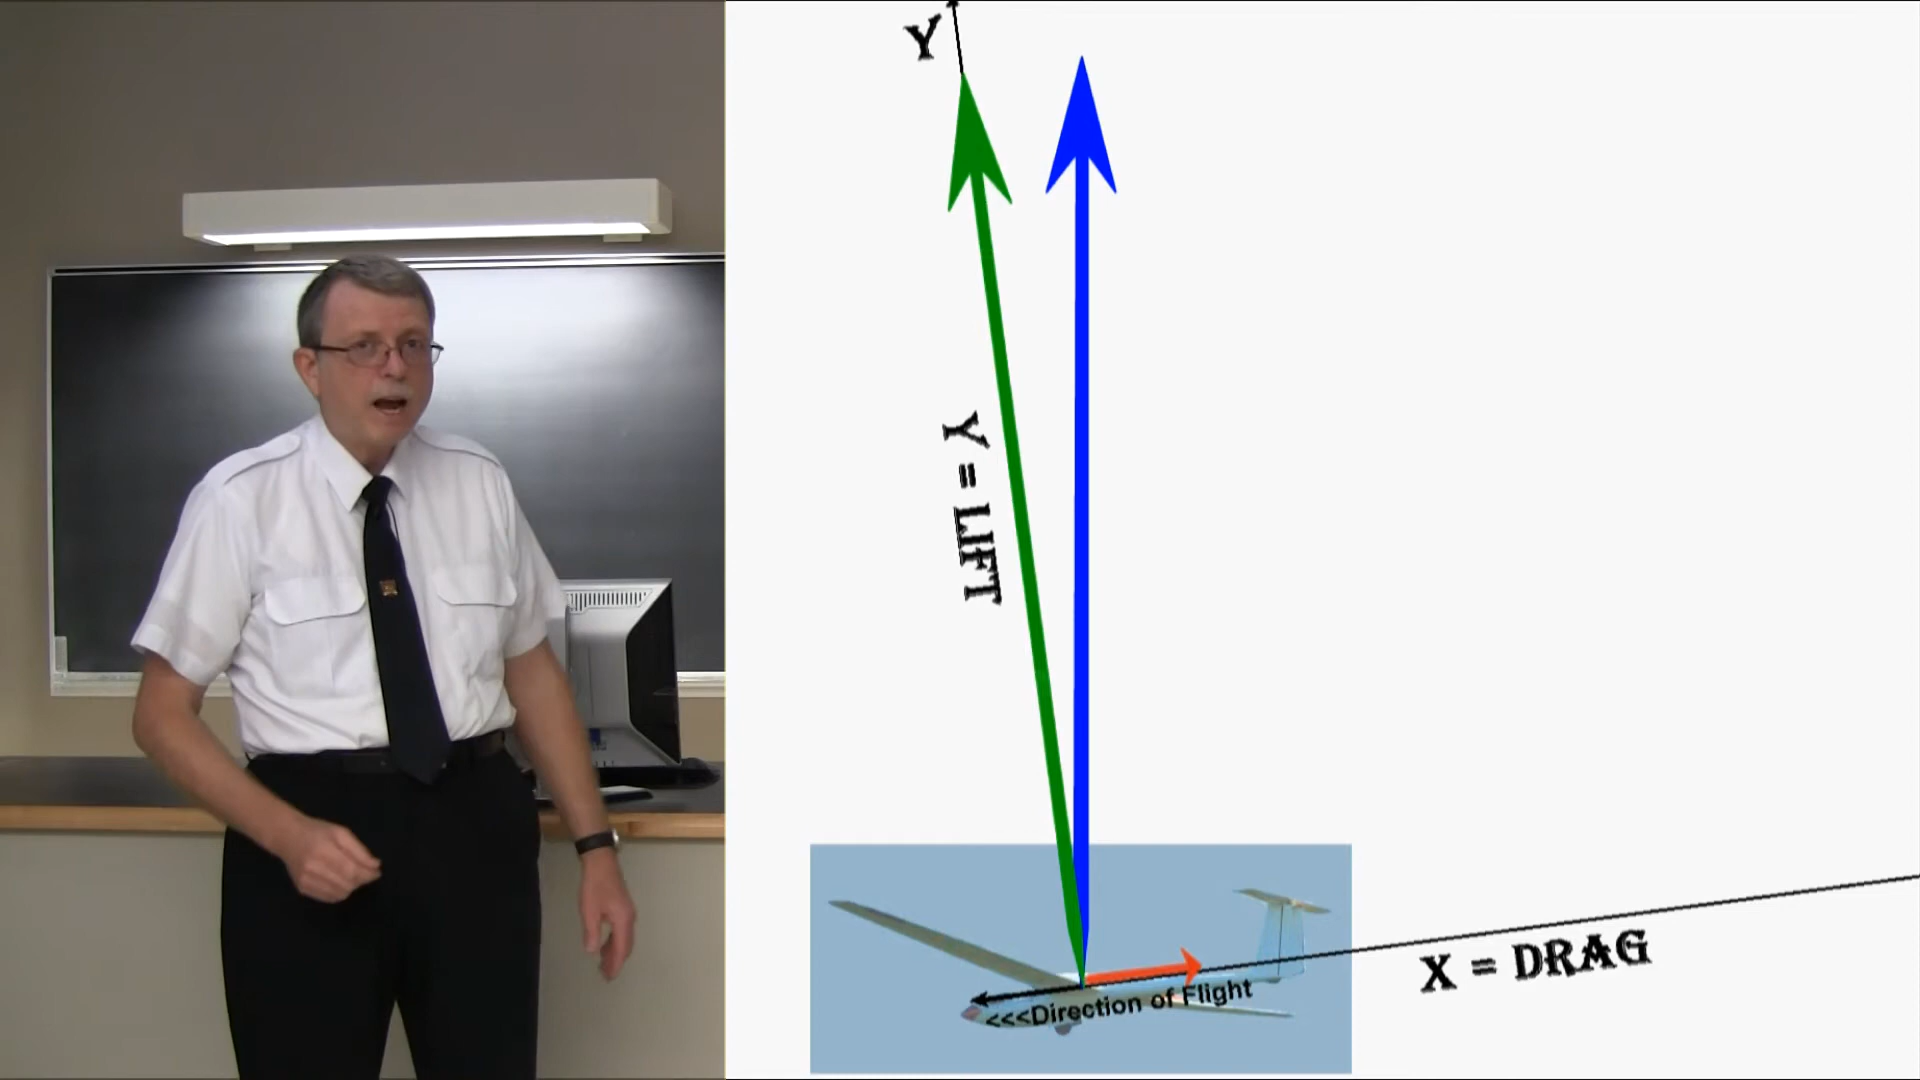 Y
Y = LIFT
X = DRAG
<<<Direction of Flight